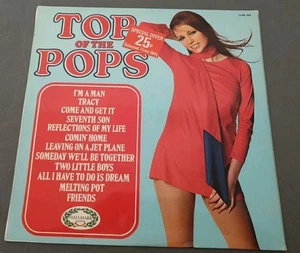 TOP
OF THE
POPS
SPECIAL OFFER
25
I'M A MAN
TRACY
COME AND GET IT
SEVENTH SON
REFLECTIONS OF MY LIFE
COMIN' HOME
LEAVING ON A JET PLANE
SOMEDAY WE'LL BE TOGETHER
TWO LITTLE BOYS
ALL I HAVE TO DO IS DREAM
MELTING POT
FRIENDS
HALLMARK